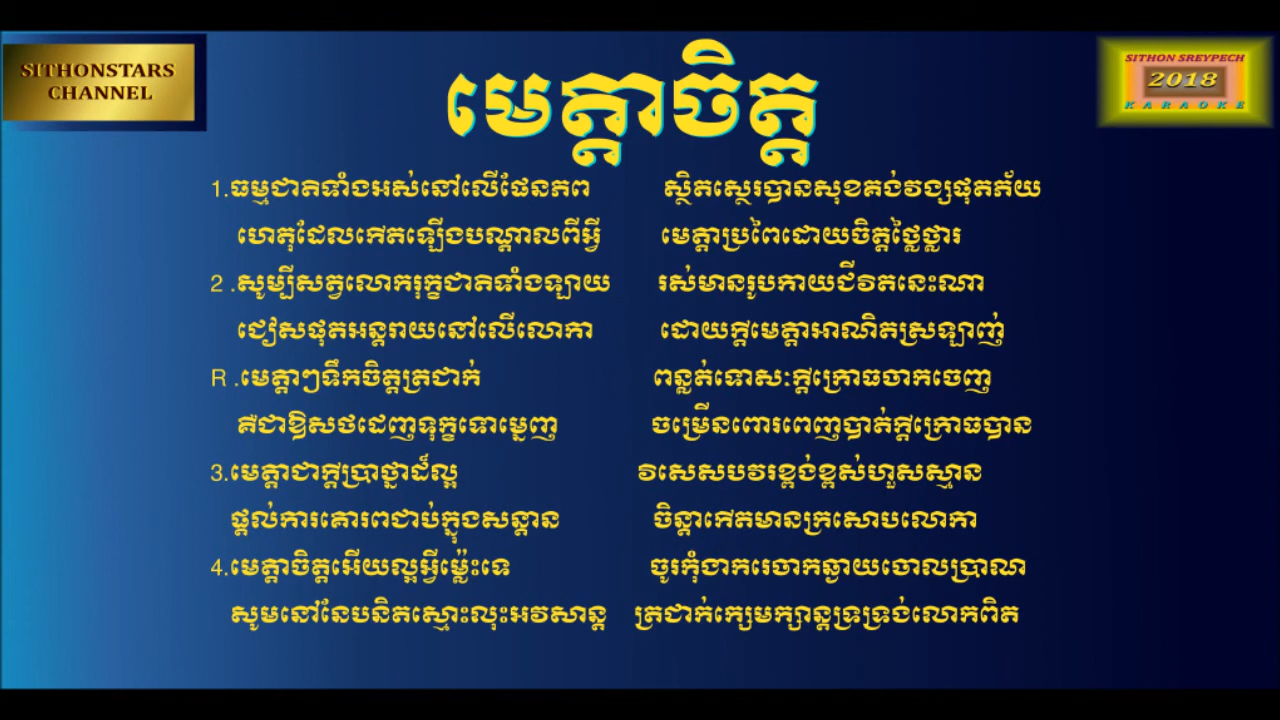 SITHONSTARS
CHANNEL
មេត្តាចិត្ត
SITHON SREYPECH
2018
KARAOKE
1.ធម្មជាតិទាំងអស់នៅលើផែនភព ស្ថិតស្ថេរបានសុខគង់វង្សផុតភ័យ
ហេតុដែលកើតឡើងបណ្តាលពីអ្វី មេត្តាប្រពៃដោយចិត្តថ្លៃថ្លារ
2 .សូម្បីសត្វលោករុក្ខជាតិទាំងឡាយ រស់មានរូបកាយជីវិតនេះណា
ជៀសផុតអន្តរាយនៅលើលោកា ដោយក្តីមេត្តាអាណិតស្រឡាញ់
R .មេត្តាៗទឹកចិត្តត្រជាក់ ពន្លត់ទោសៈក្តីក្រោធចាកចេញ
គឺជាឱសថដេញទុក្ខទោម្នេញ ចម្រើនពោរពេញបាត់ក្តីក្រោធបាន
3.មេត្តាជាក្តីប្រាថ្នាដ៏ល្អ វិសេសបវរខ្ពង់ខ្ពស់ហួសស្មាន
ផ្តល់ការគោរពជាប់ក្នុងសន្តាន ចិន្តាកើតមានក្រសោបលោកា
4.មេត្តាចិត្តអើយល្អអ្វីម្ល៉េះទេ ចូរកុំងាករេចាកឆ្ងាយចោលប្រាណ
សូមនៅនែបនិតស្មោះលុះអវសាន្ត ត្រជាក់ក្សេមក្សាន្តទ្រទ្រង់លោកពិត